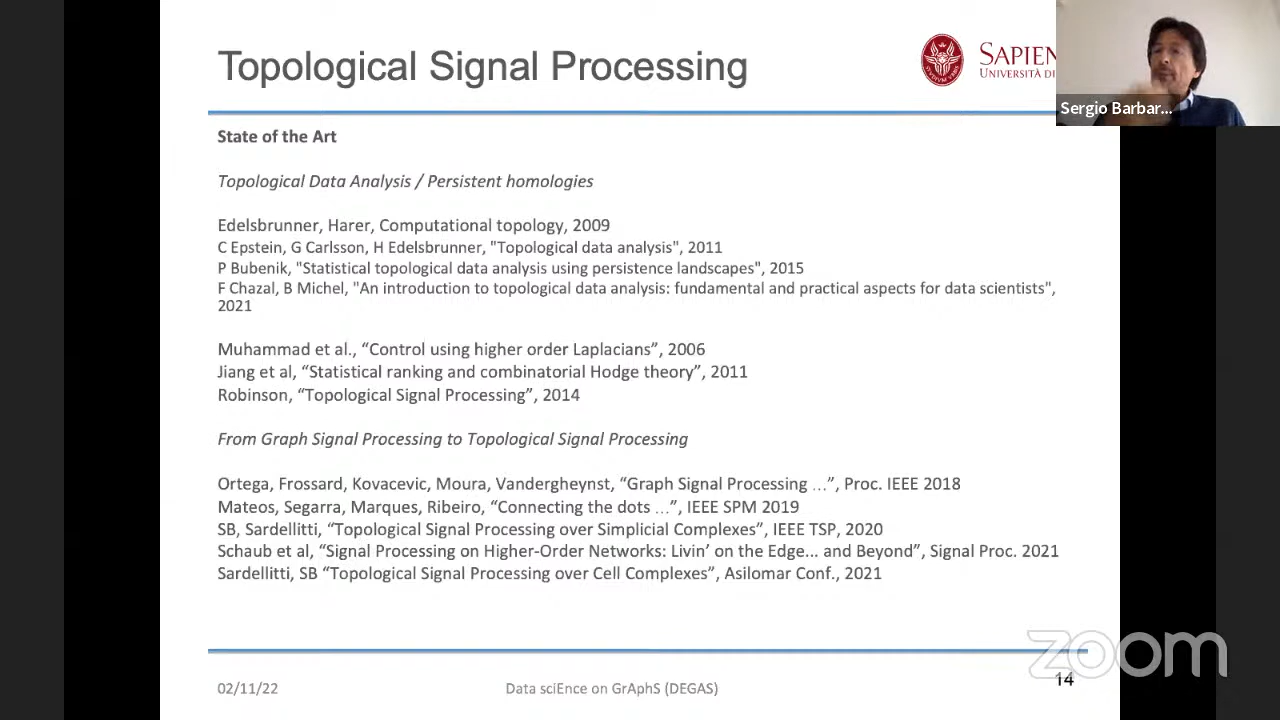 Topological Signal Processing
SAPIEN
UNIVERSITÀ DI
Sergio Barbar...
State of the Art
Topological Data Analysis / Persistent homologies
Edelsbrunner, Harer, Computational topology, 2009
C Epstein, G Carlsson, H Edelsbrunner, "Topological data analysis", 2011
P Bubenik, "Statistical topological data analysis using persistence landscapes", 2015
F Chazal, B Michel, "An introduction to topological data analysis: fundamental and practical aspects for data scientists",
2021
Muhammad et al., “Control using higher order Laplacians”, 2006
Jiang et al, “Statistical ranking and combinatorial Hodge theory”, 2011
Robinson, “Topological Signal Processing”, 2014
From Graph Signal Processing to Topological Signal Processing
Ortega, Frossard, Kovacevic, Moura, Vandergheynst, “Graph Signal Processing …”, Proc. IEEE 2018
Mateos, Segarra, Marques, Ribeiro, “Connecting the dots …”, IEEE SPM 2019
SB, Sardellitti, “Topological Signal Processing over Simplicial Complexes”, IEEE TSP, 2020
Schaub et al, “Signal Processing on Higher-Order Networks: Livin’ on the Edge... and Beyond”, Signal Proc. 2021
Sardellitti, SB “Topological Signal Processing over Cell Complexes”, Asilomar Conf., 2021
zoom
02/11/22
Data sciEnce on GrAphS (DEGAS)
14